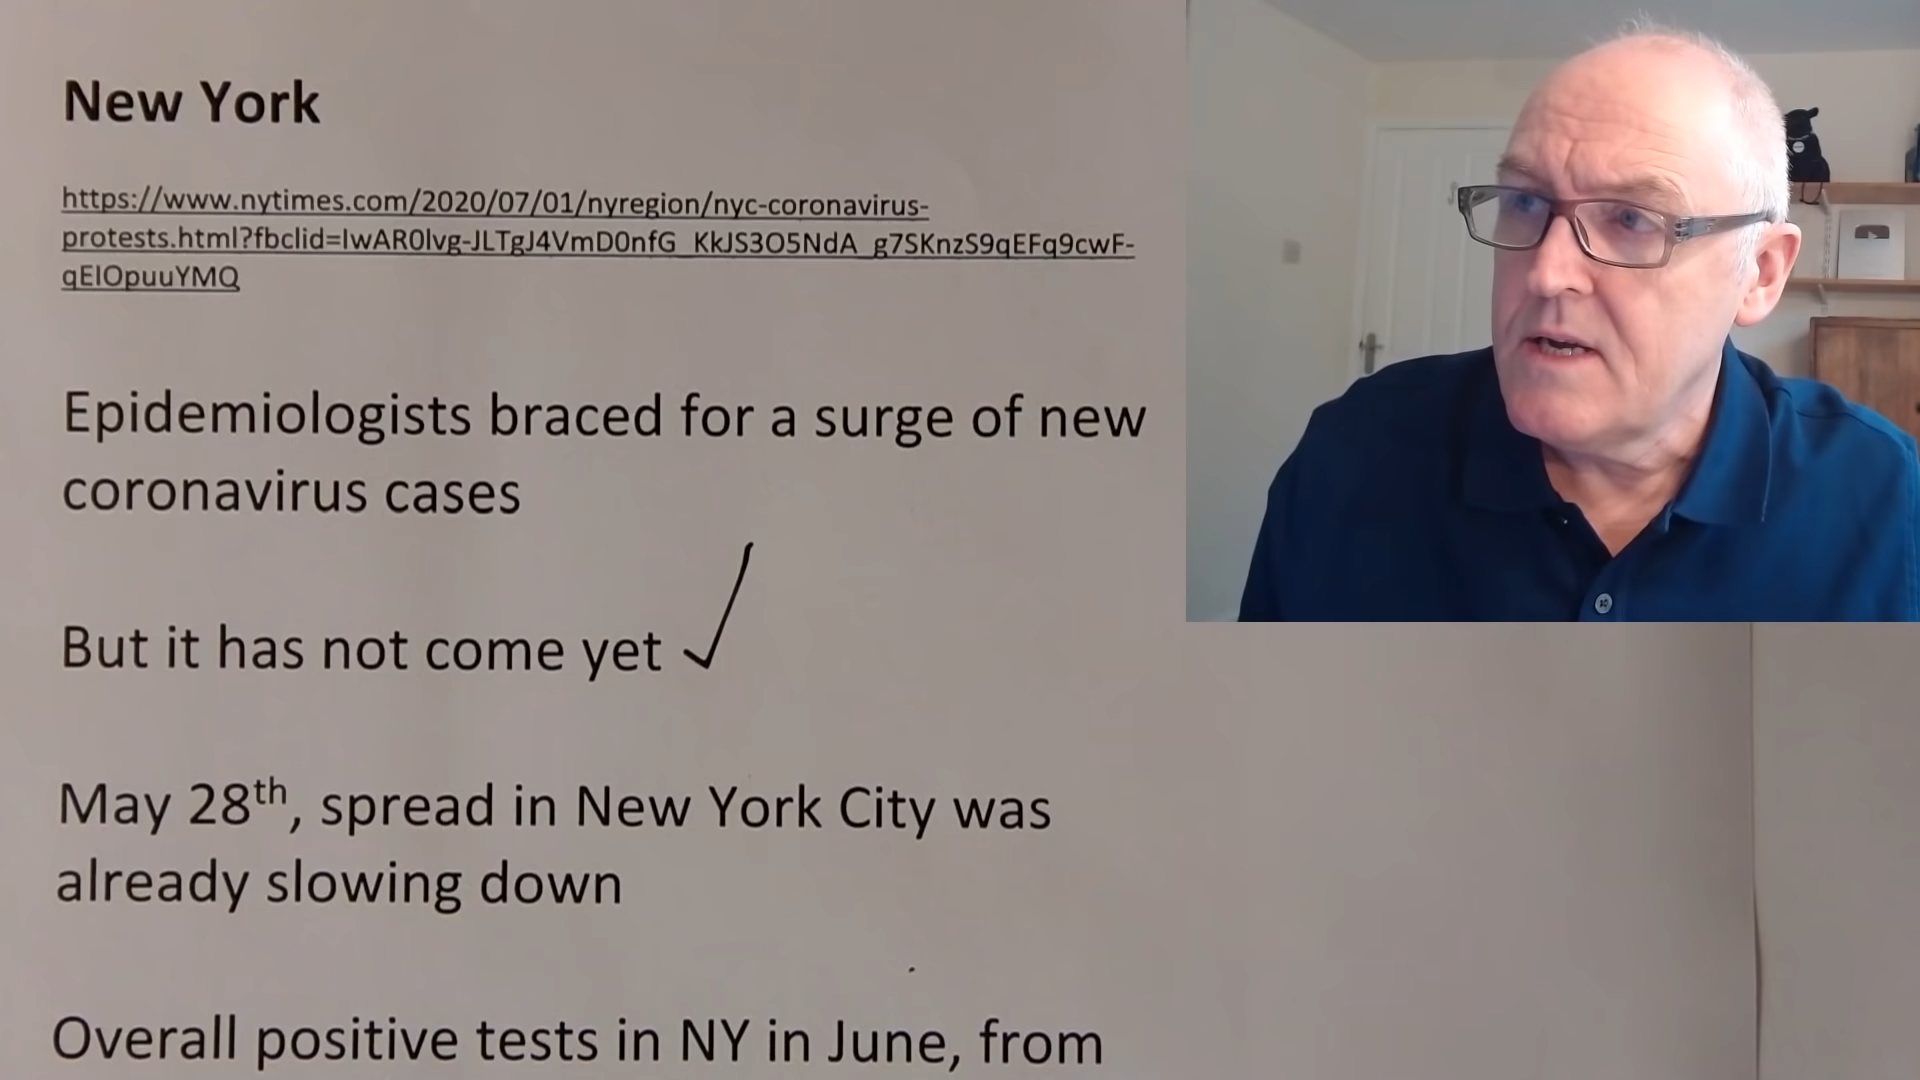 New York
https://www.nytimes.com/2020/07/01/nyregion/nyc-coronavirus-
protests.html?fbclid=IwAR0lvg-JLTgJ4VmD0nfG_KkJS3O5NdA_g7SKnzS9qEFq9cwF-
qEIOpuuYMQ
Epidemiologists braced for a surge of new
coronavirus cases
But it has not come yet
May 28th, spread in New York City was
already slowing down
Overall positive tests in NY in June, from